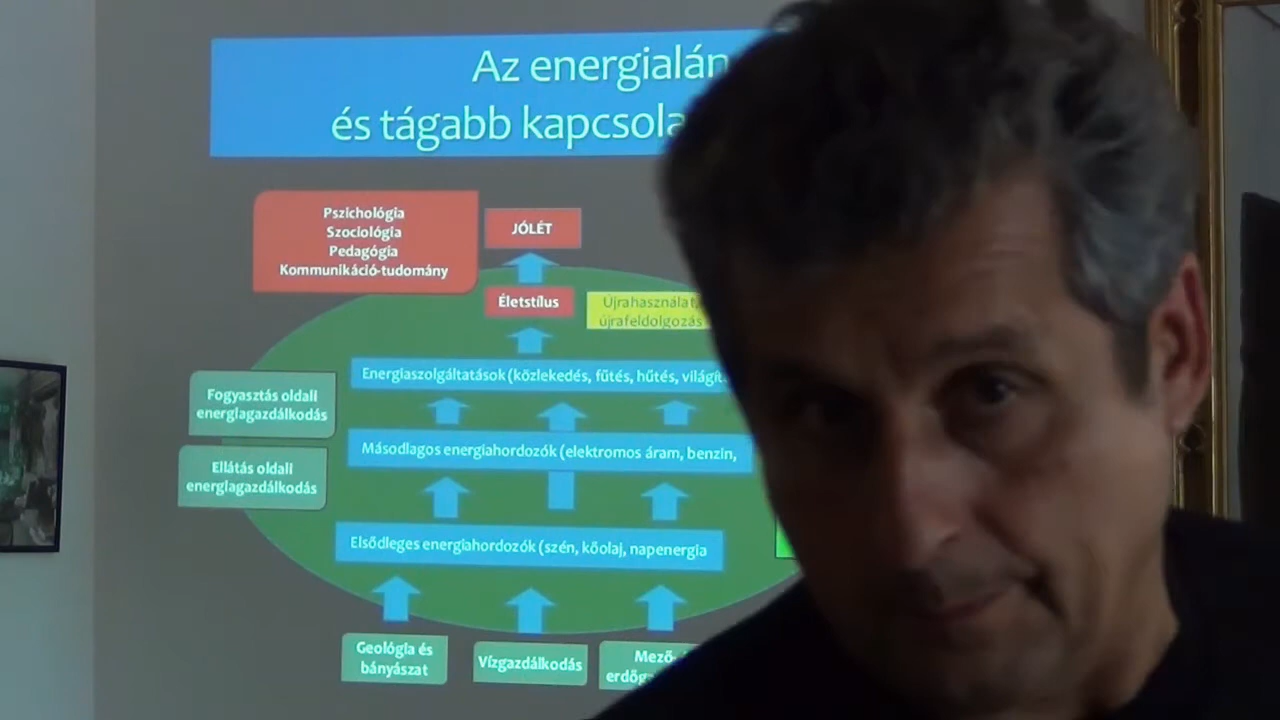 Az energialán
és tágabb kapcsola
Pszichológia
Szociológia
Pedagógia
Kommunikáció-tudomány
JÓLÉT
Életstílus
Újrahasználat,
újrafeldolgozás
Energiaszolgáltatások (közlekedés, fűtés, hűtés, világít
Fogyasztás oldali
energiagazdálkodás
Másodlagos energiahordozók (elektromos áram, benzin,
Ellátás oldali
energiagazdálkodás
Elsődleges energiahordozók (szén, kőolaj, napenergia
Geológia és
bányászat
Vízgazdálkodás
Mező-
erdőg